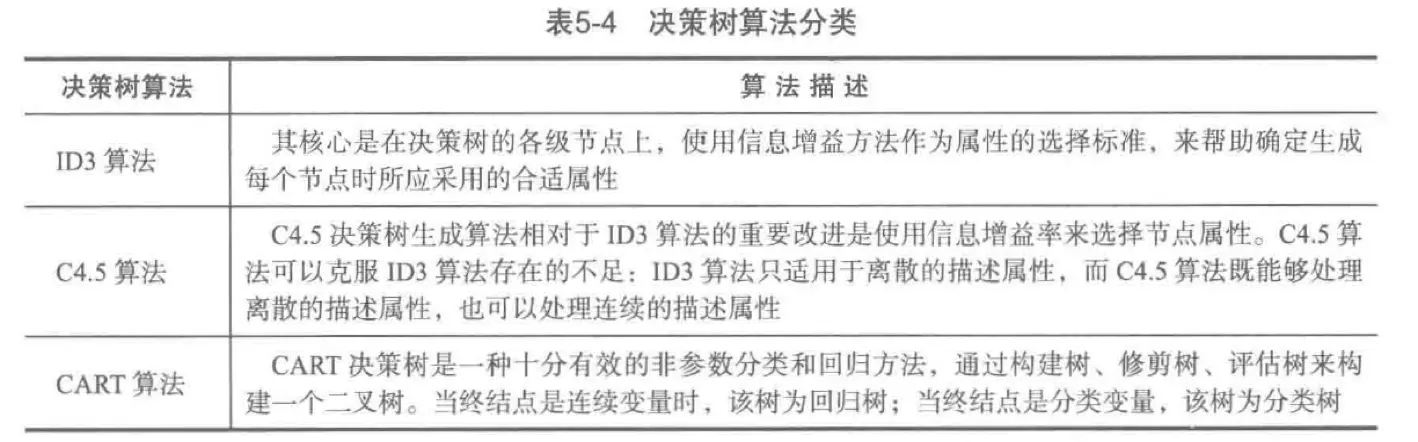 表5-4 决策树算法分类
决策树算法
算法描述
ID3 算法
其核心是在决策树的各级节点上，使用信息增益方法作为属性的选择标准，来帮助确定生成
每个节点时所应采用的合适属性
C4.5 算法
C4.5 决策树生成算法相对于 ID3 算法的重要改进是使用信息增益率来选择节点属性。C4.5 算
法可以克服 ID3 算法存在的不足：ID3 算法只适用于离散的描述属性，而 C4.5 算法既能够处理
离散的描述属性，也可以处理连续的描述属性
CART 算法
CART 决策树是一种十分有效的非参数分类和回归方法，通过构建树、修剪树、评估树来构
建一个二叉树。当终结点是连续变量时，该树为回归树；当终结点是分类变量，该树为分类树